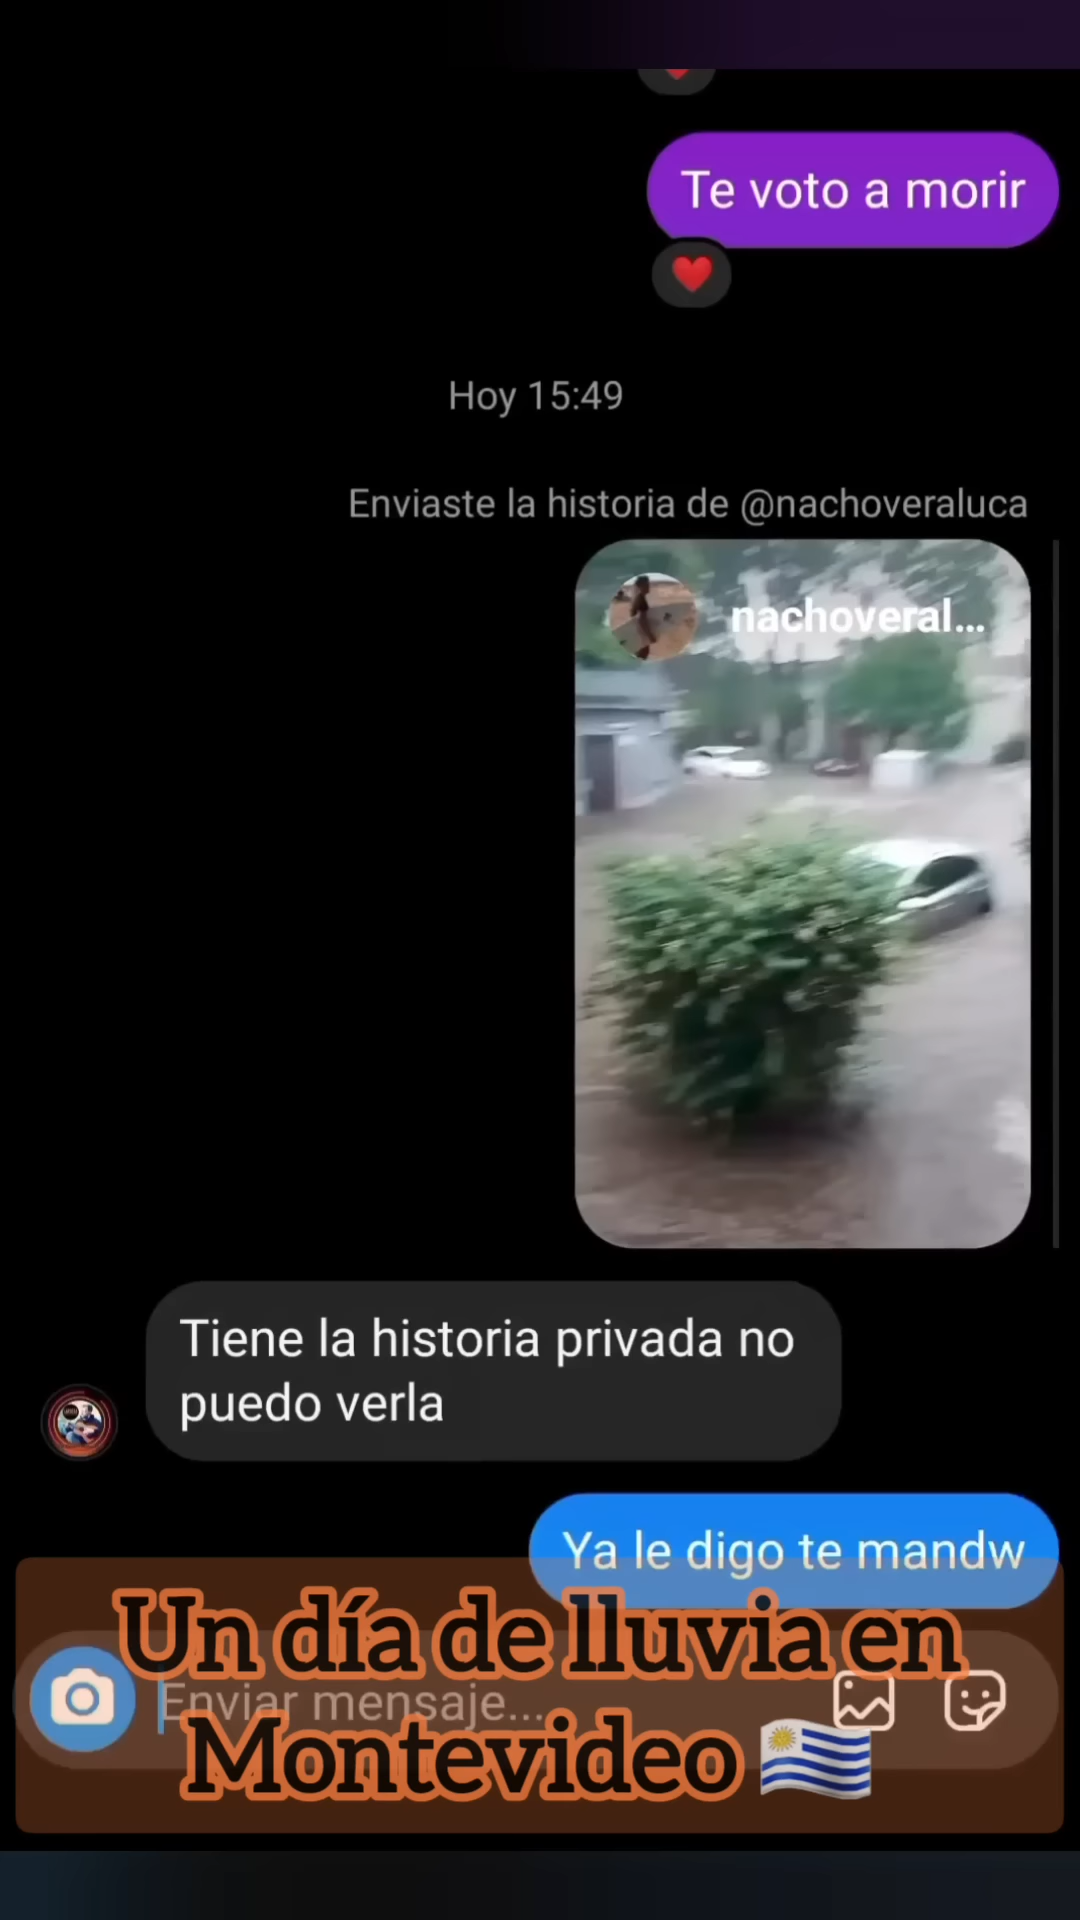 Te voto a morir
Hoy 15:49
Enviaste la historia de @nachoveraluca
nachoveral...
Tiene la historia privada no
puedo verla
Ya le digo te mandw
Enviar mensaje...
Un día de lluvia en
Montevideo